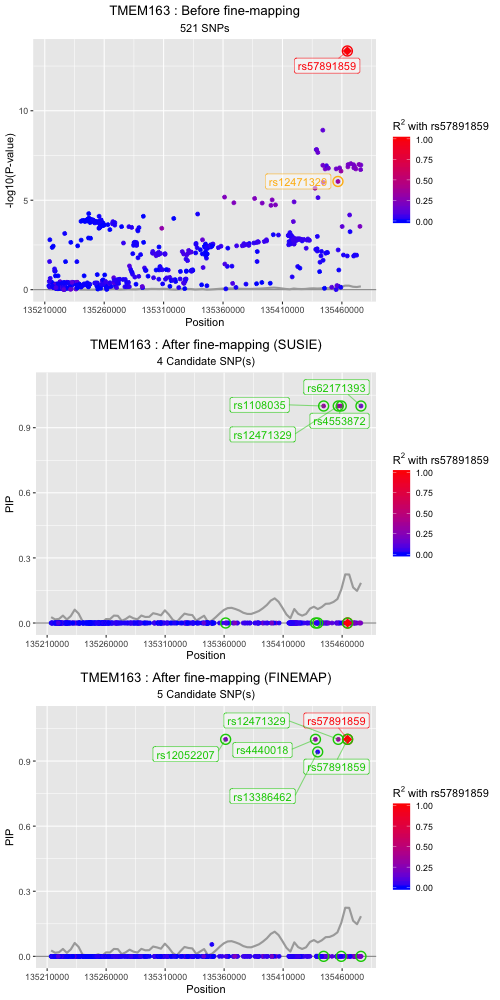 TMEM163 : Before fine-mapping
521 SNPs
rs57891859
rs12471329
-log10(P-value)
10
5
0
135210000 135260000 135310000 135360000 135410000 135460000
Position
R2 with rs57891859
1.00
0.75
0.50
0.25
0.00
TMEM163 : After fine-mapping (SUSIE)
4 Candidate SNP(s)
rs62171393
rs1108035
rs4553872
rs12471329
PIP
0.9
0.6
0.3
0.0
135210000 135260000 135310000 135360000 135410000 135460000
Position
R2 with rs57891859
1.00
0.75
0.50
0.25
0.00
TMEM163 : After fine-mapping (FINEMAP)
5 Candidate SNP(s)
rs12471329 rs57891859
rs12052207 rs4440018
rs57891859
rs13386462
PIP
0.9
0.6
0.3
0.0
135210000 135260000 135310000 135360000 135410000 135460000
Position
R2 with rs57891859
1.00
0.75
0.50
0.25
0.00